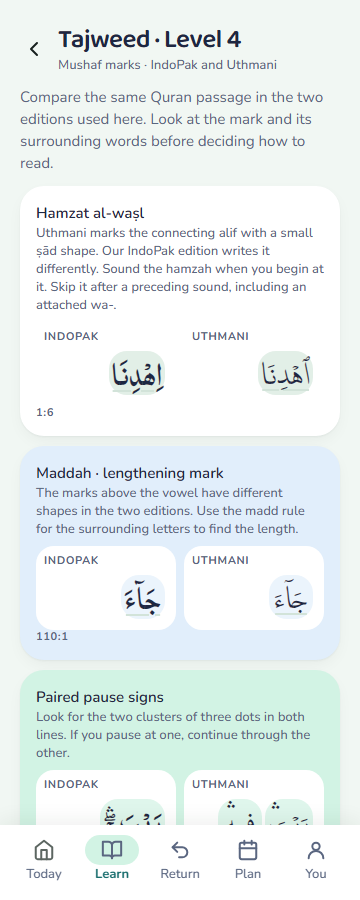 Tajweed · Level 4
Mushaf marks · IndoPak and Uthmani
Compare the same Quran passage in the two
editions used here. Look at the mark and its
surrounding words before deciding how to
read.
Hamzat al-waṣl
Uthmani marks the connecting alif with a small
ṣād shape. Our IndoPak edition writes it
differently. Sound the hamzah when you begin at
it. Skip it after a preceding sound, including an
attached wa-.
INDOPAK UTHMANI
اِهۡدِنَا ٱهۡدِنَا
1:6
Maddah · lengthening mark
The marks above the vowel have different
shapes in the two editions. Use the madd rule
for the surrounding letters to find the length.
INDOPAK UTHMANI
جَآءَ جَآءَ
110:1
Paired pause signs
Look for the two clusters of three dots in both
lines. If you pause at one, continue through the
other.
INDOPAK UTHMANI
Today Learn Return Plan You